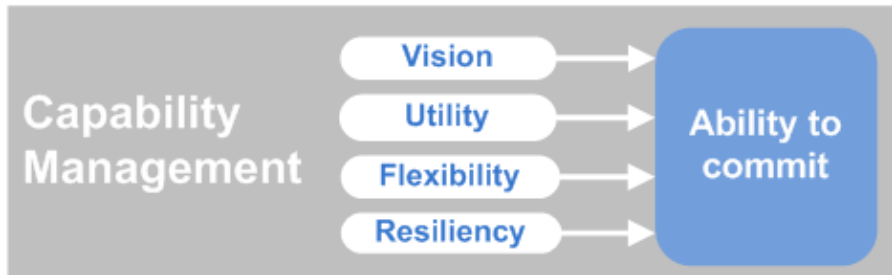 Capability
Management
Vision
Utility
Flexibility
Resiliency
Ability to
commit